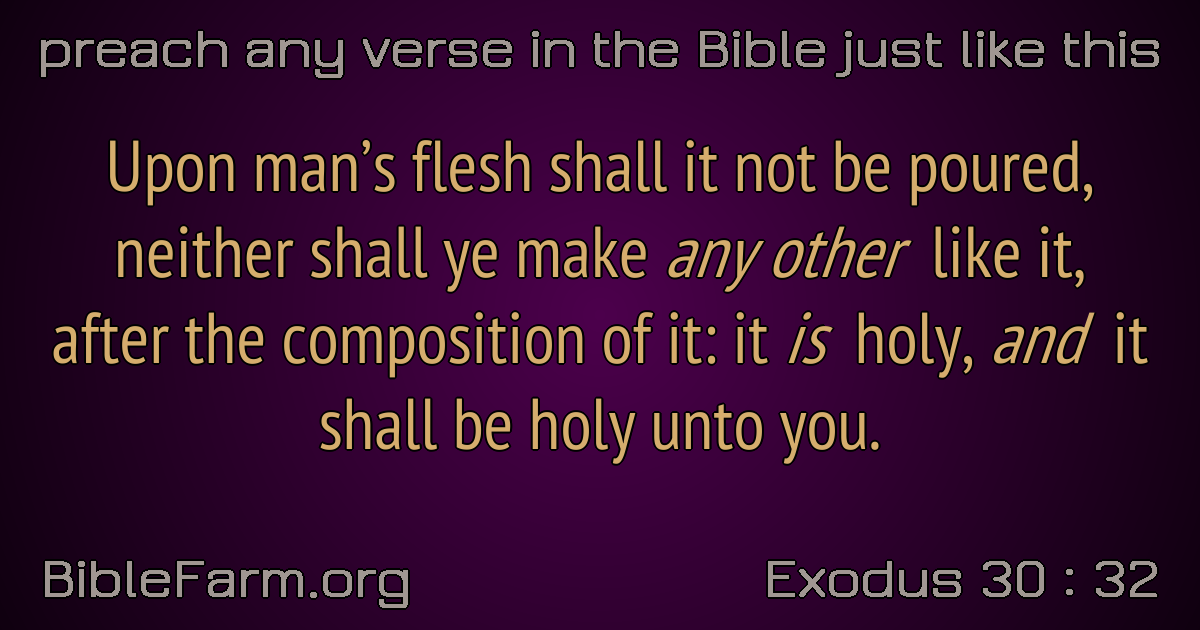 preach any verse in the Bible just like this
Upon man’s flesh shall it not be poured,
neither shall ye make any other like it,
after the composition of it: it is holy, and it
shall be holy unto you.
BibleFarm.org
Exodus 30 : 32